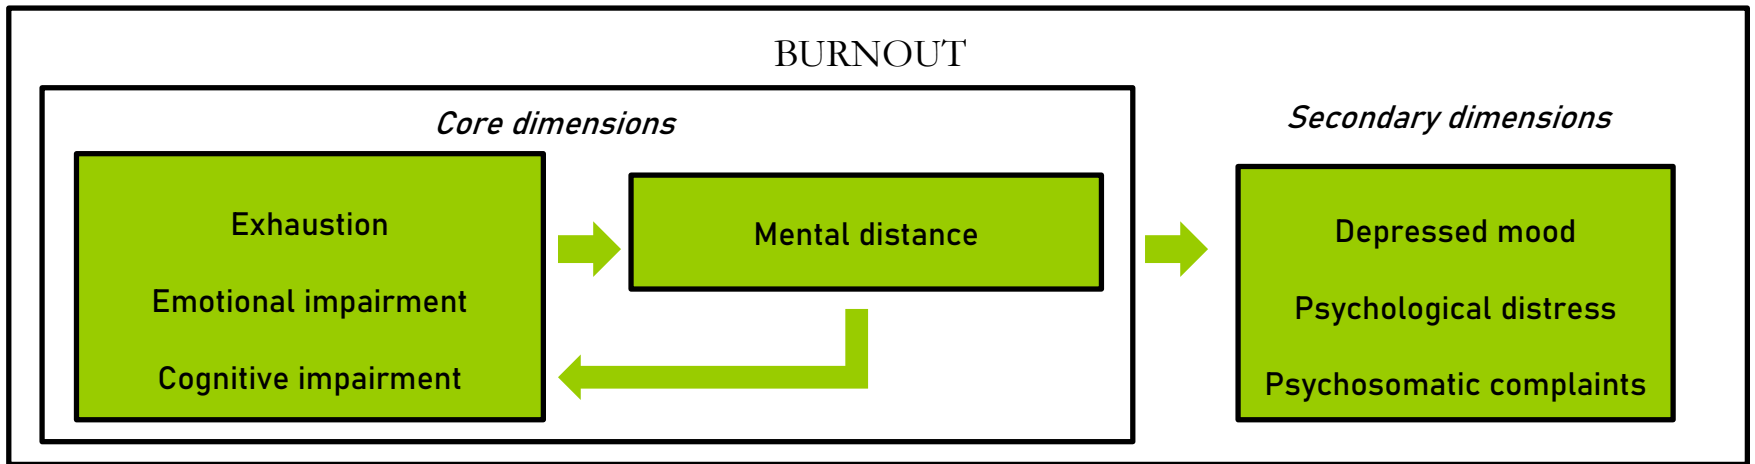 BURNOUT
Core dimensions
Secondary dimensions
Exhaustion
Emotional impairment
Cognitive impairment
Mental distance
Depressed mood
Psychological distress
Psychosomatic complaints